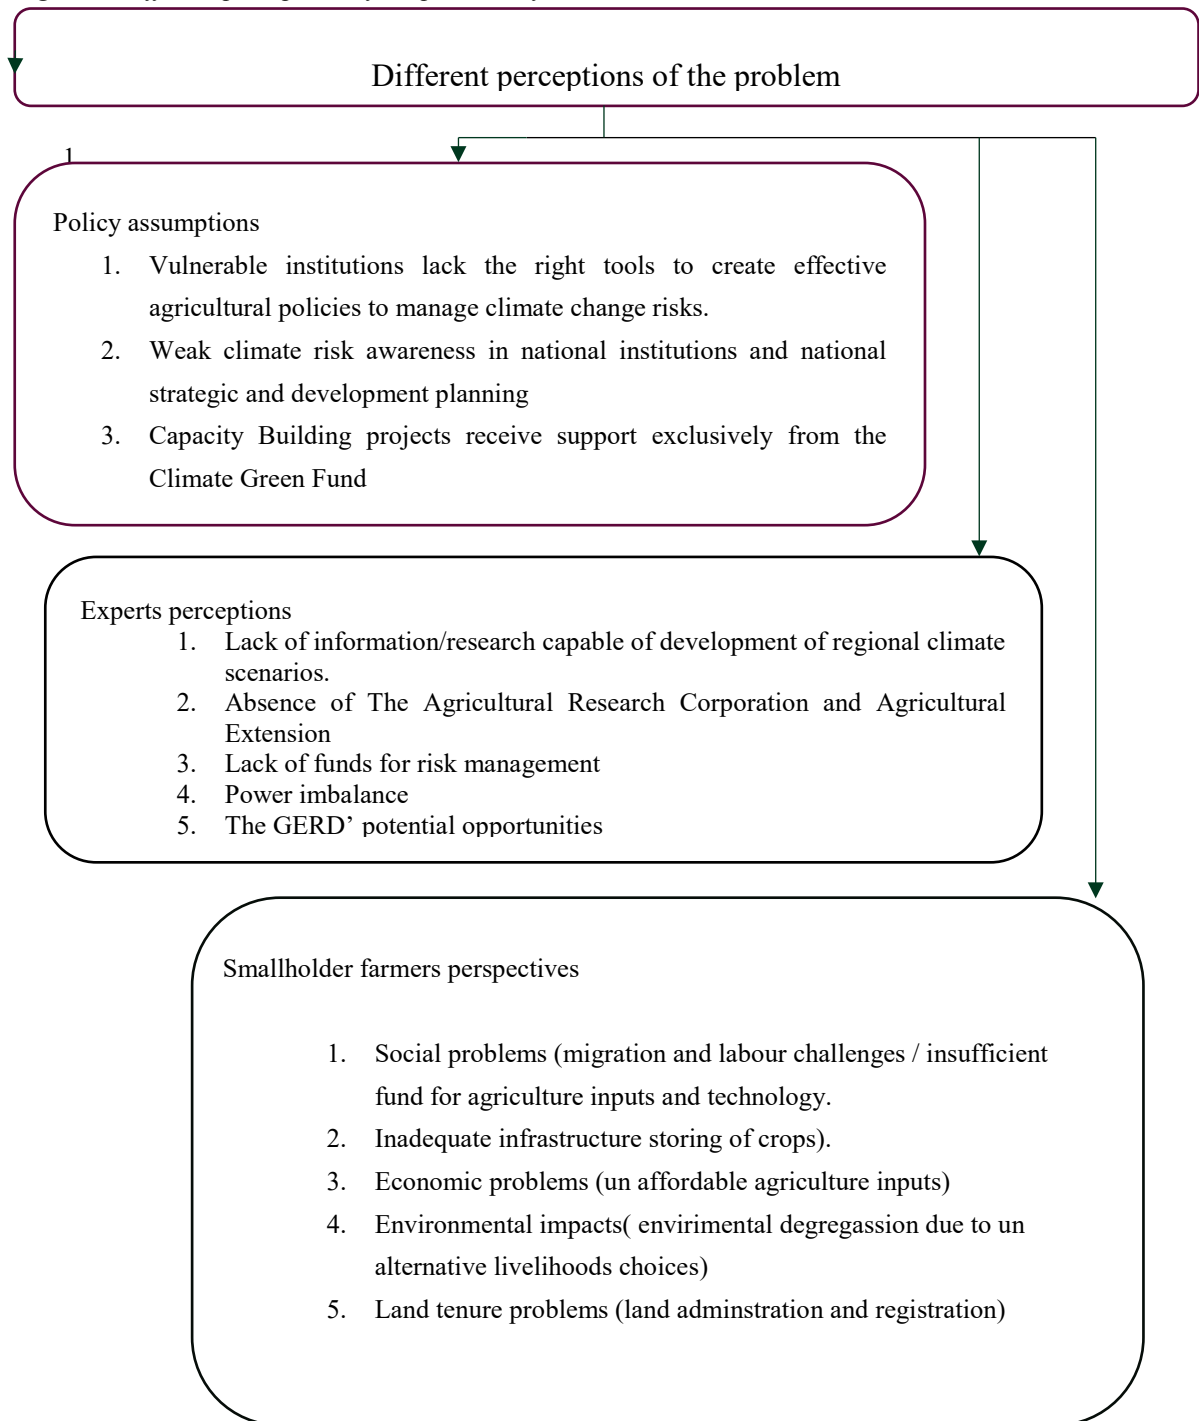 Different perceptions of the problem
1
Policy assumptions
1. Vulnerable institutions lack the right tools to create effective
agricultural policies to manage climate change risks.
2. Weak climate risk awareness in national institutions and national
strategic and development planning
3. Capacity Building projects receive support exclusively from the
Climate Green Fund
Experts perceptions
1. Lack of information/research capable of development of regional climate
scenarios.
2. Absence of The Agricultural Research Corporation and Agricultural
Extension
3. Lack of funds for risk management
4. Power imbalance
5. The GERD’ potential opportunities
Smallholder farmers perspectives
1. Social problems (migration and labour challenges / insufficient
fund for agriculture inputs and technology.
2. Inadequate infrastructure storing of crops).
3. Economic problems (un affordable agriculture inputs)
4. Environmental impacts( envirimental degregassion due to un
alternative livelihoods choices)
5. Land tenure problems (land adminstration and registration)